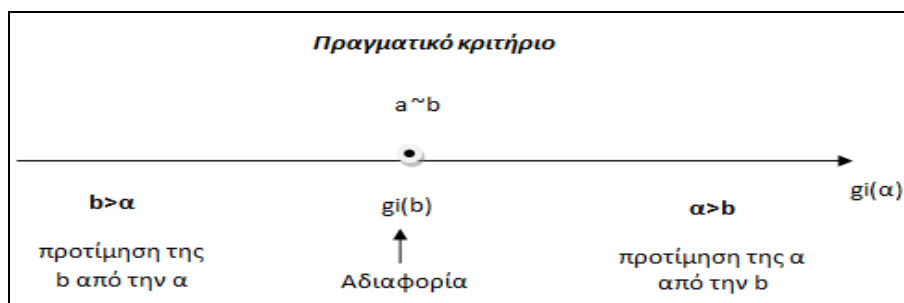 Πραγματικό κριτήριο
a~b
b>α
gi(b)
α>b
gi(α)
προτίμηση της
b από την α
Αδιαφορία
προτίμηση της α
από την b